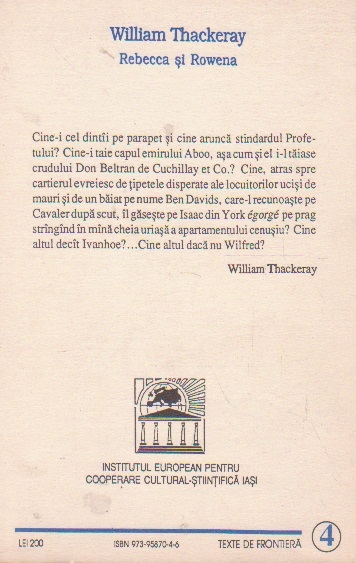 William Thackeray
Rebecca și Rowena
Cine-i cel dintîi pe parapet și cine aruncă stindardul Profe-
tului? Cine-i taie capul emirului Aboo, așa cum și el i-l tăiase
crudului Don Beltran de Cuchillay et Co.? Cine, atras spre
cartierul evreiesc de țipetele disperate ale locuitorilor uciși de
mauri și de un băiat pe nume Ben Davids, care-l recunoaște pe
Cavaler după scut, îl găsește pe Isaac din York égorgé pe prag
strîngînd în mînă cheia uriașă a apartamentului cenușiu? Cine
altul decît Ivanhoe?...Cine altul dacă nu Wilfred?
William Thackeray
INSTITUTUL EUROPEAN PENTRU
COOPERARE CULTURAL-ȘTIINȚIFICĂ IAȘI
LEI 200 ISBN 973-95870-4-6 TEXTE DE FRONTIERĂ 4